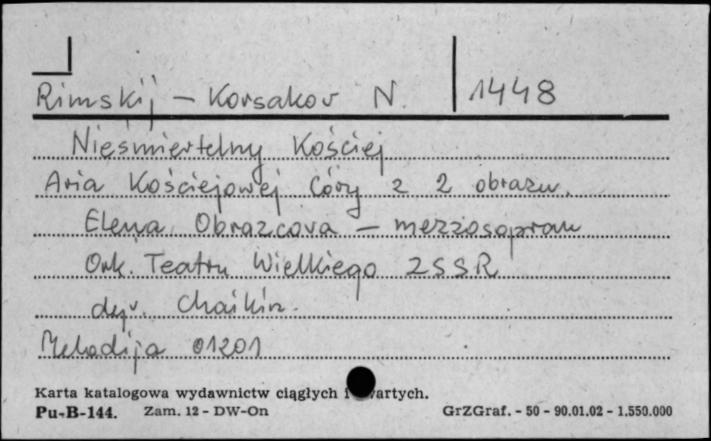 Rimskij - Korsakov N. 1448
Nieśmiertelny Kościej
Aria Kościejowej Córy z 2 obrazu.
Elena Obrazcova - mezzosopran
Ork. Teatru Wielkiego ZSSR
dyr. Chaikin.
Melodija 01201
Karta katalogowa wydawnictw ciągłych i artych.
Pu-B-144. Zam. 12 - DW-On GrZGraf. - 50 - 90.01.02 - 1.550.000